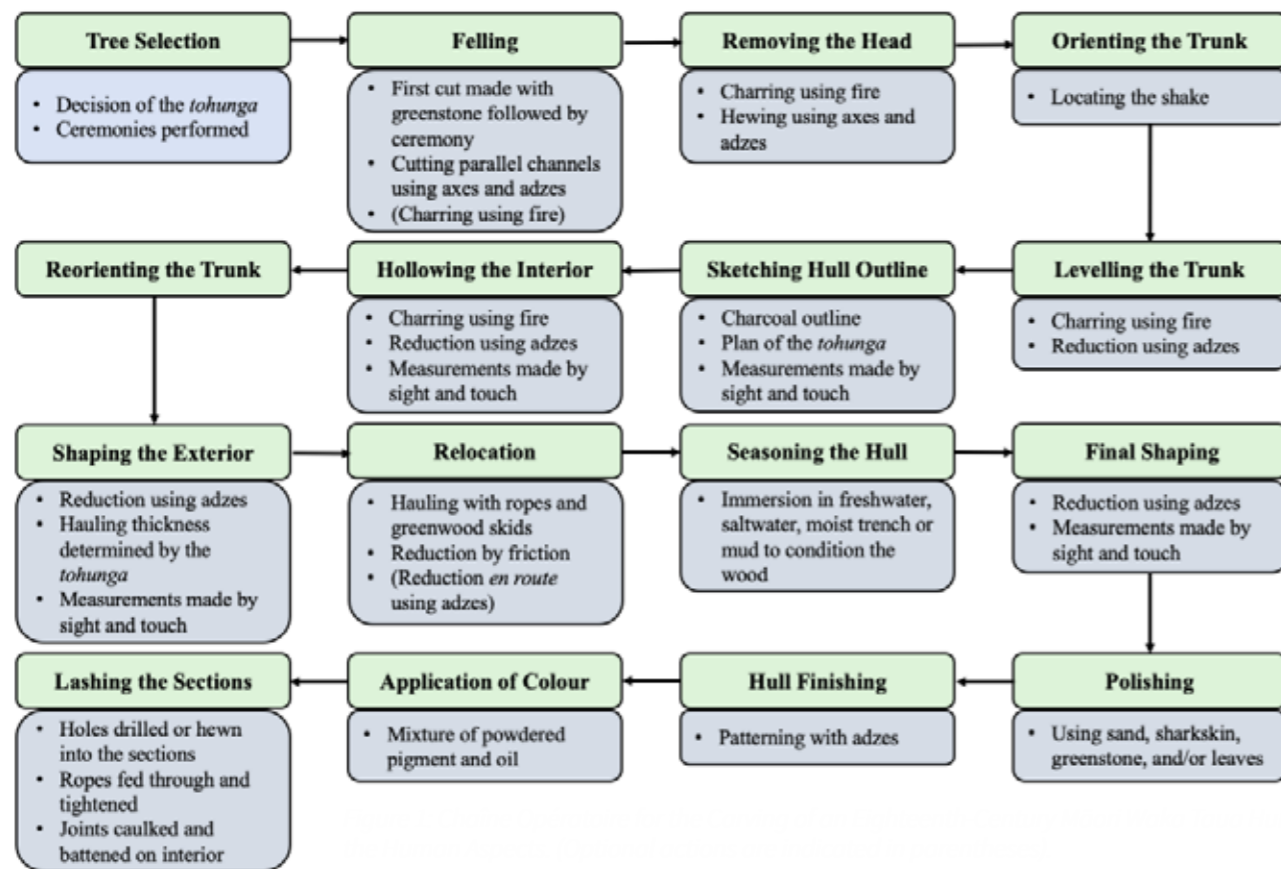 Tree Selection
• Decision of the tohunga
• Ceremonies performed
Felling
• First cut made with
greenstone followed by
ceremony
• Cutting parallel channels
using axes and adzes
• (Charring using fire)
Removing the Head
• Charring using fire
• Hewing using axes and
adzes
Orienting the Trunk
• Locating the shake
Levelling the Trunk
• Charring using fire
• Reduction using adzes
Sketching Hull Outline
• Charcoal outline
• Plan of the tohunga
• Measurements made by
sight and touch
Hollowing the Interior
• Charring using fire
• Reduction using adzes
• Measurements made by
sight and touch
Reorienting the Trunk
Shaping the Exterior
• Reduction using adzes
• Hauling thickness
determined by the
tohunga
• Measurements made by
sight and touch
Relocation
• Hauling with ropes and
greenwood skids
• Reduction by friction
• (Reduction en route
using adzes)
Seasoning the Hull
• Immersion in freshwater,
saltwater, moist trench or
mud to condition the
wood
Final Shaping
• Reduction using adzes
• Measurements made by
sight and touch
Polishing
• Using sand, sharkskin,
greenstone, and/or leaves
Hull Finishing
• Patterning with adzes
Application of Colour
• Mixture of powdered
pigment and oil
Lashing the Sections
• Holes drilled or hewn
into the sections
• Ropes fed through and
tightened
• Joints caulked and
battened on interior